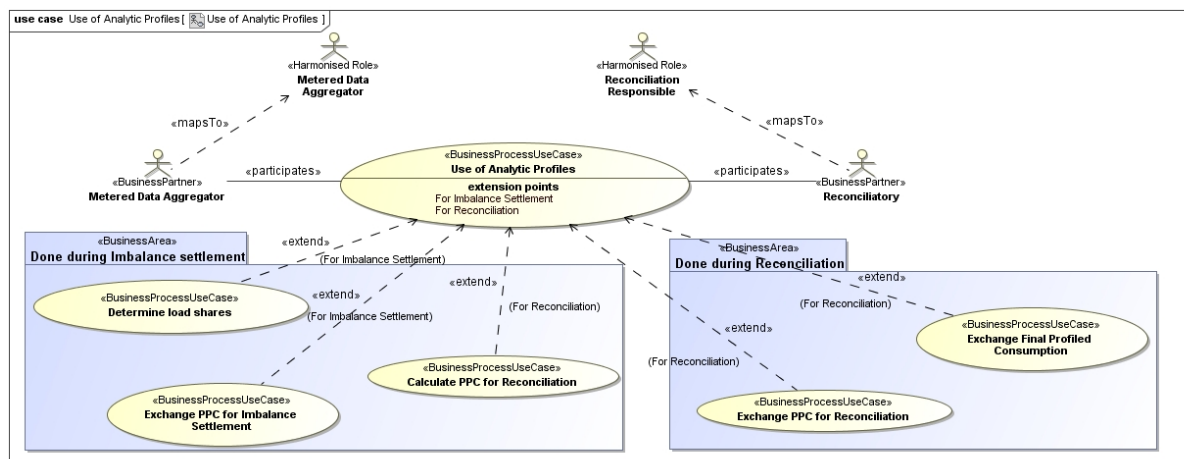 use case Use of Analytic Profiles [ Use of Analytic Profiles ]
«Harmonised Role»
Metered Data
Aggregator
«Harmonised Role»
Reconciliation
Responsible
«mapsTo»
«mapsTo»
«BusinessPartner»
Metered Data Aggregator
«participates»
«BusinessProcessUseCase»
Use of Analytic Profiles
extension points
For Imbalance Settlement
For Reconciliation
«participates»
«BusinessPartner»
Reconciliatory
«BusinessArea»
Done during Imbalance settlement
«extend»
(For Imbalance Settlement)
«BusinessProcessUseCase»
Determine load shares
«extend»
(For Imbalance Settlement)
«extend»
(For Reconciliation)
«BusinessProcessUseCase»
Calculate PPC for Reconciliation
«BusinessProcessUseCase»
Exchange PPC for Imbalance
Settlement
«BusinessArea»
Done during Reconciliation
«extend»
(For Reconciliation)
«BusinessProcessUseCase»
Exchange Final Profiled
Consumption
«extend»
(For Reconciliation)
«BusinessProcessUseCase»
Exchange PPC for Reconciliation